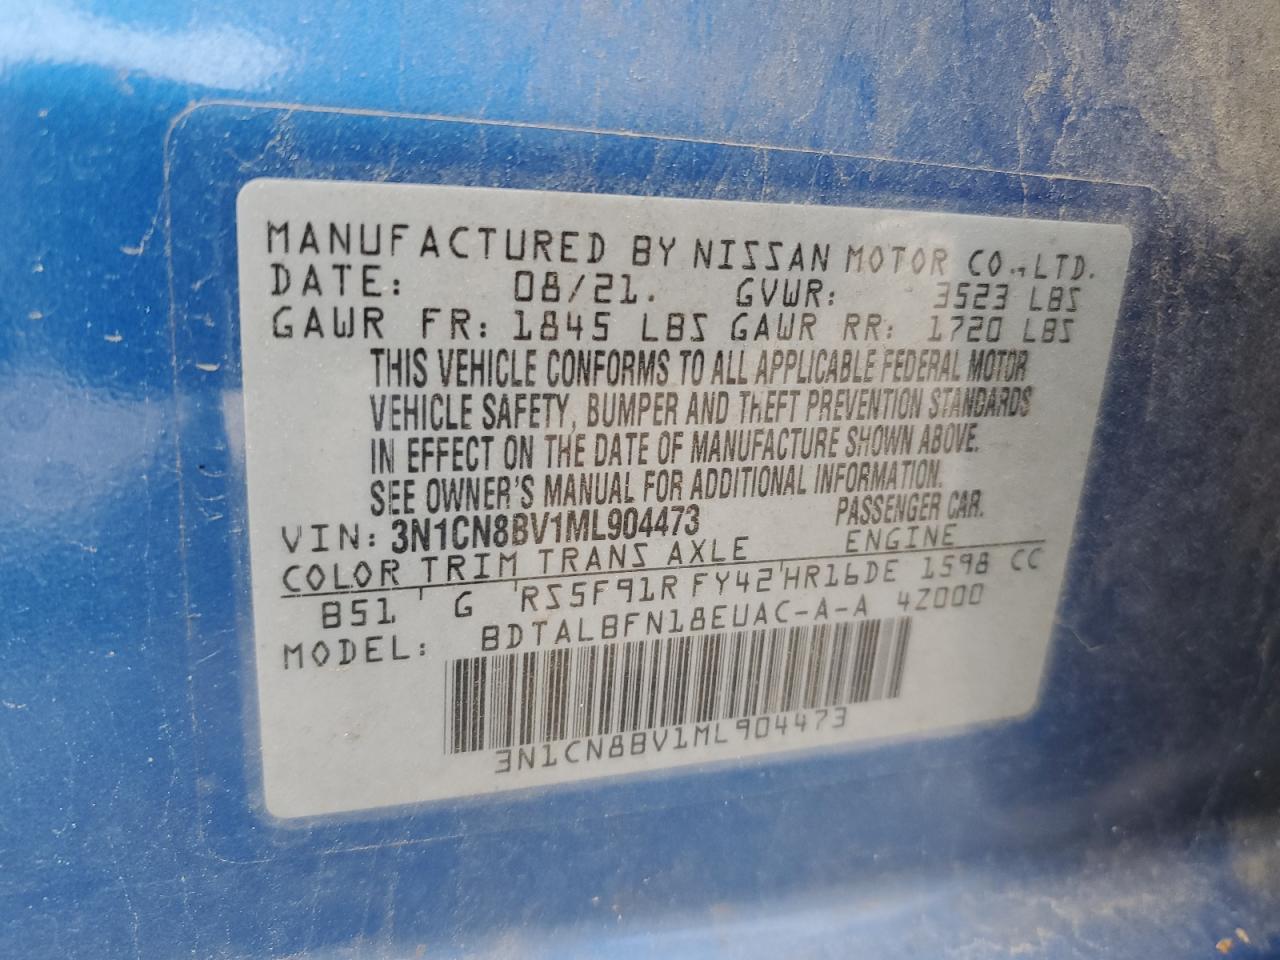 MANUFACTURED BY NISSAN MOTOR CO.,LTD.
DATE: 08/21. GVWR: 3523 LBS
GAWR FR: 1845 LBS GAWR RR: 1720 LBS
THIS VEHICLE CONFORMS TO ALL APPLICABLE FEDERAL MOTOR
VEHICLE SAFETY, BUMPER AND THEFT PREVENTION STANDARDS
IN EFFECT ON THE DATE OF MANUFACTURE SHOWN ABOVE.
SEE OWNER'S MANUAL FOR ADDITIONAL INFORMATION.
VIN: 3N1CN8BV1ML904473 PASSENGER CAR.
COLOR TRIM TRANS AXLE ENGINE
B51 G RS5F91R FY42 HR16DE 1598 CC
MODEL: BDTALBFN18EUAC-A-A 4Z000
3N1CN8BV1ML904473